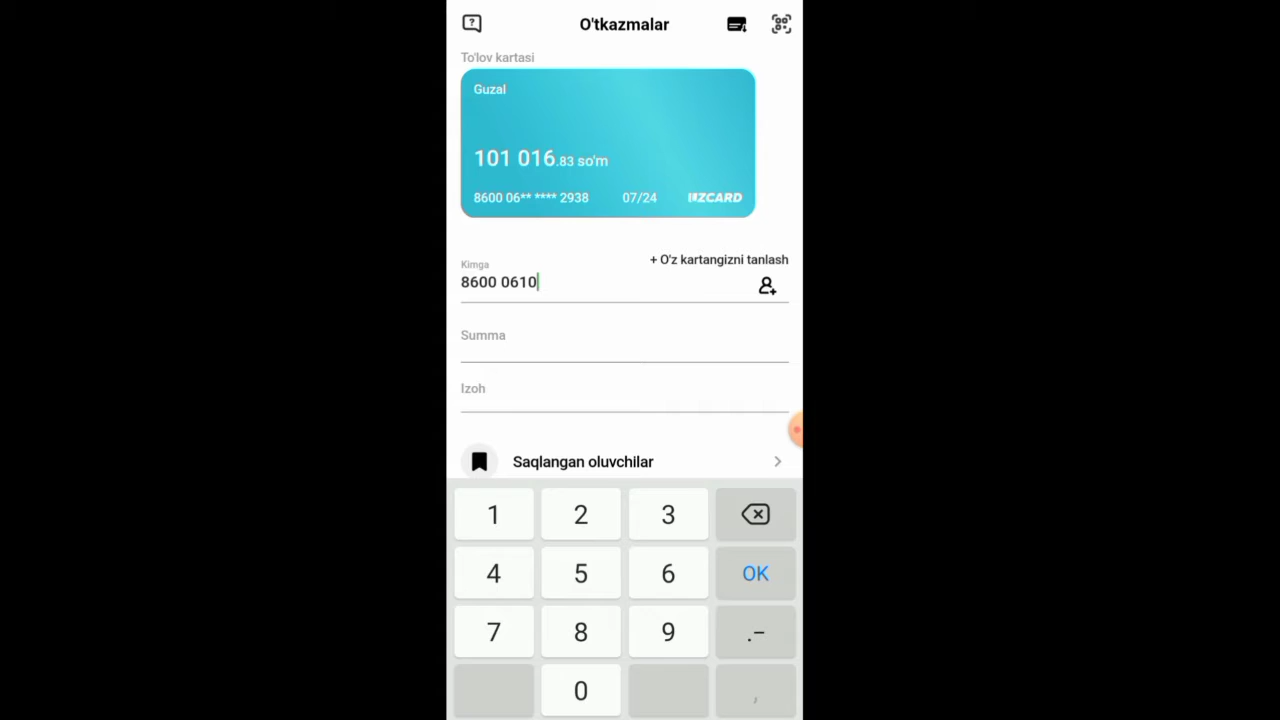 O'tkazmalar
To'lov kartasi
Guzal
101 016.83 so'm
8600 06** **** 2938 07/24 UZCARD
+ O'z kartangizni tanlash
Kimga
8600 0610
Summa
Izoh
Saqlangan oluvchilar
1 2 3
4 5 6 OK
7 8 9 .-
0 ,